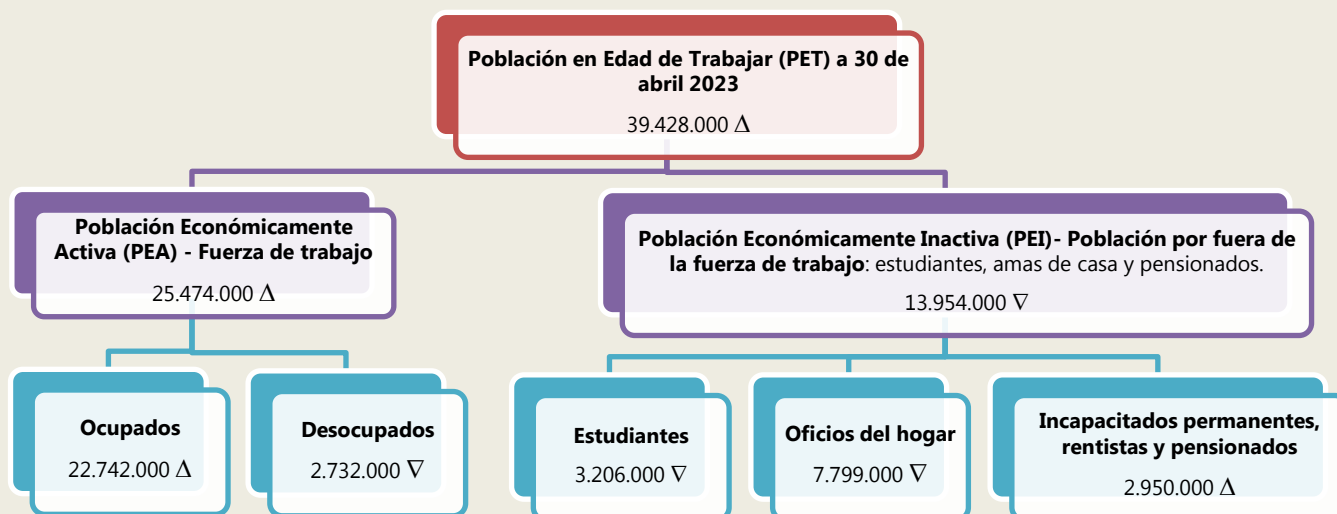 Población en Edad de Trabajar (PET) a 30 de
abril 2023
39.428.000 Δ
Población Económicamente
Activa (PEA) - Fuerza de trabajo
25.474.000 Δ
Población Económicamente Inactiva (PEI)- Población por fuera de
la fuerza de trabajo: estudiantes, amas de casa y pensionados.
13.954.000 ∇
Ocupados
22.742.000 Δ
Desocupados
2.732.000 ∇
Estudiantes
3.206.000 ∇
Oficios del hogar
7.799.000 ∇
Incapacitados permanentes,
rentistas y pensionados
2.950.000 Δ